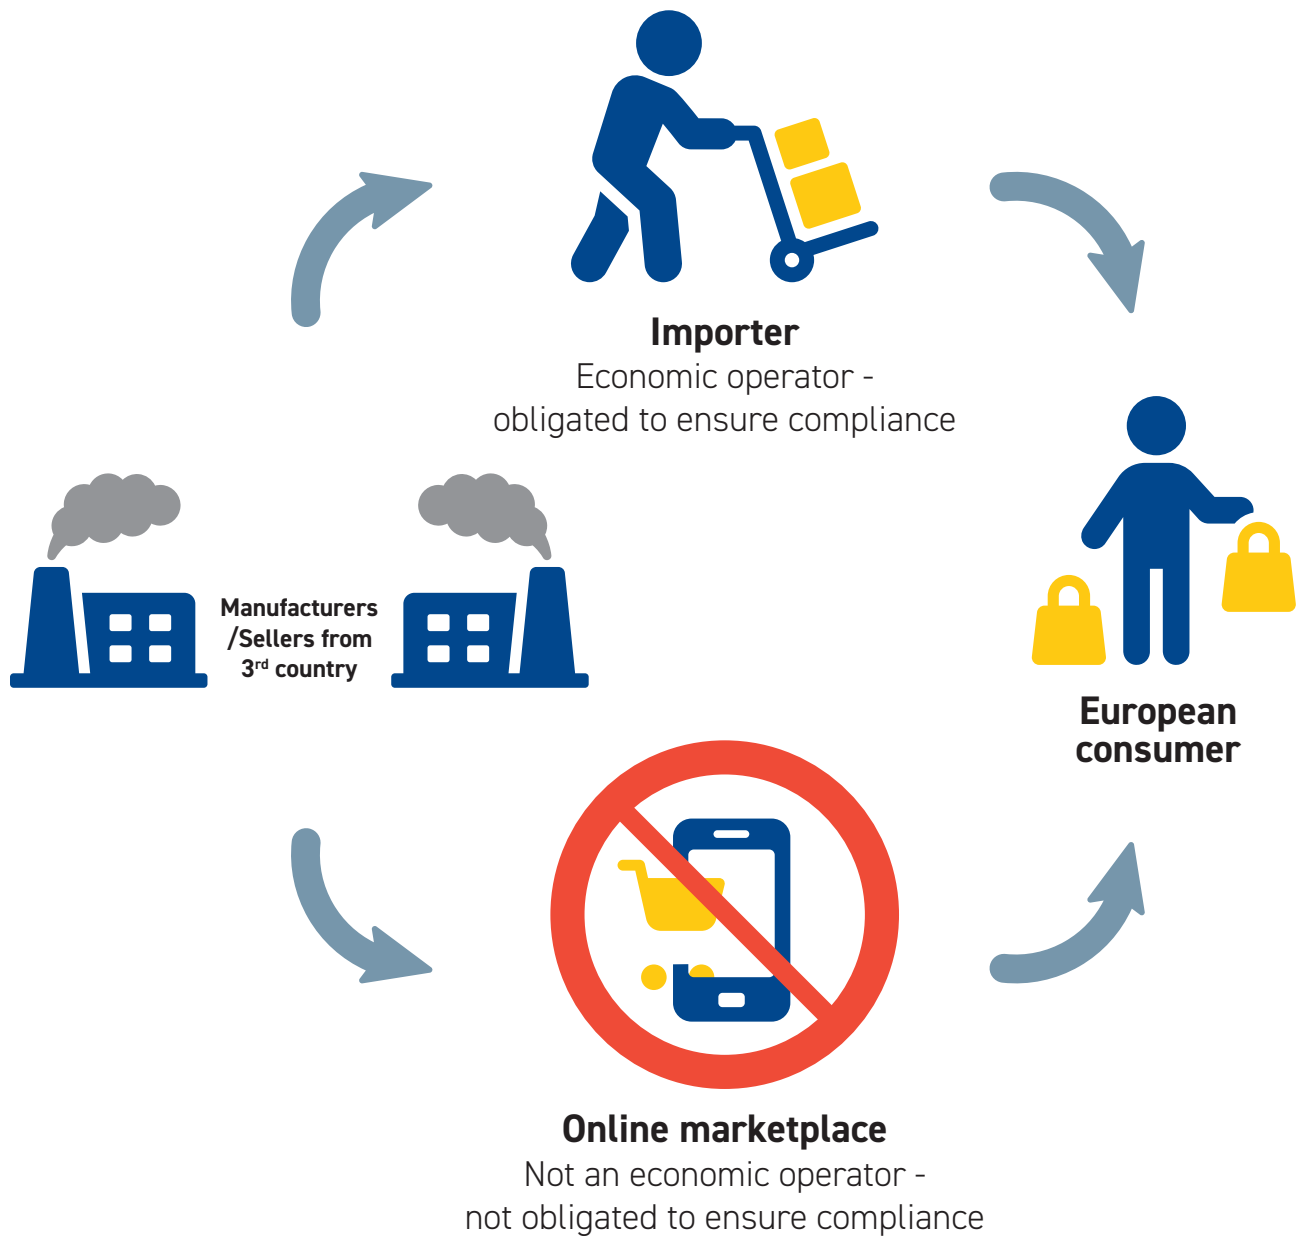 Importer
Economic operator -
obligated to ensure compliance
Manufacturers
/Sellers from
3rd country
European
consumer
Online marketplace
Not an economic operator -
not obligated to ensure compliance